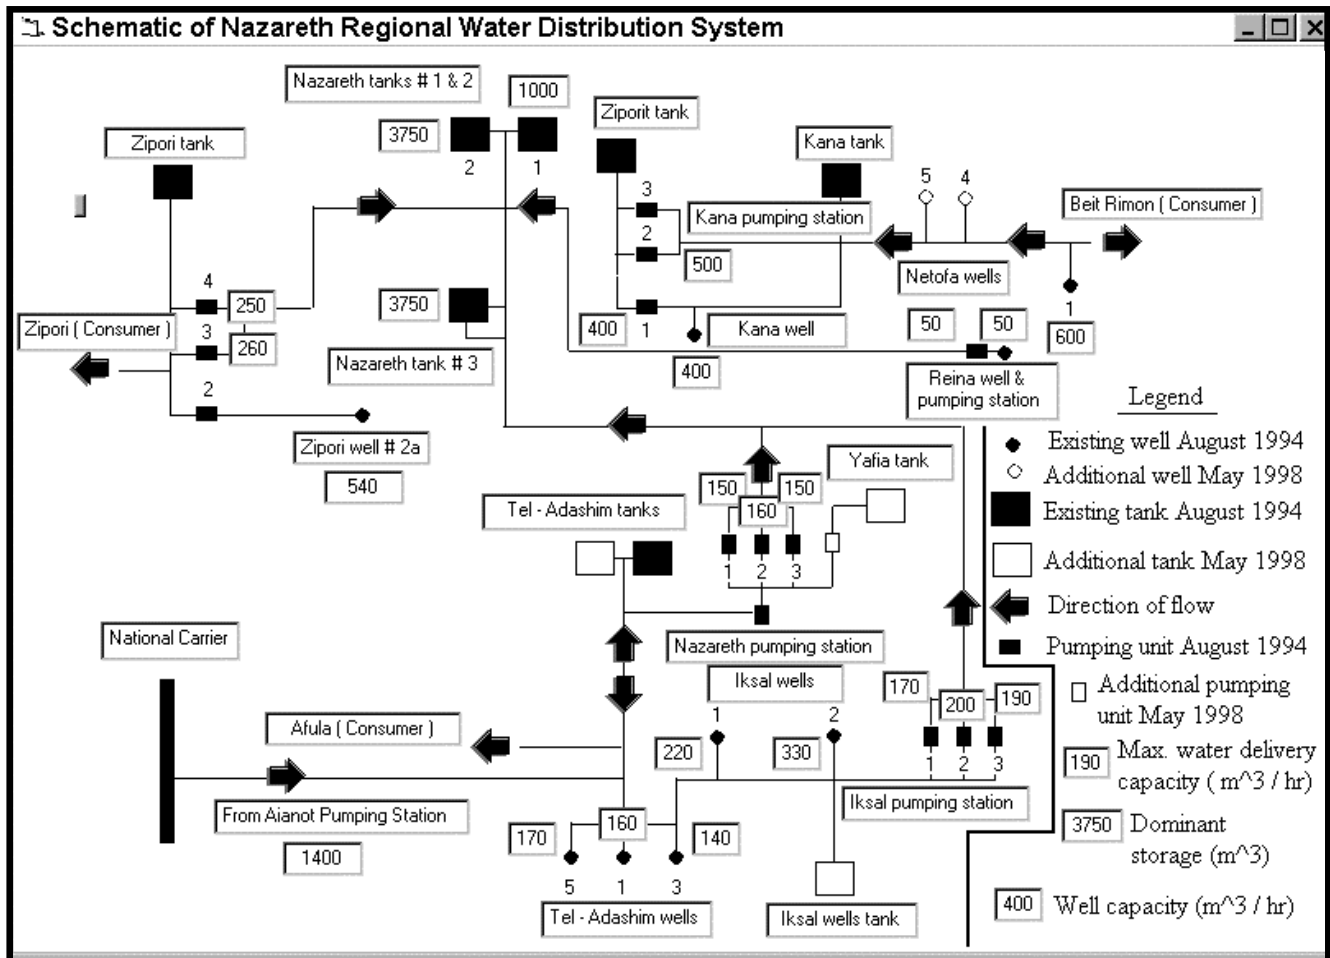 Schematic of Nazareth Regional Water Distribution System
Nazareth tanks # 1 & 2
1000
3750
2
1
Zipori tank
Ziporit tank
Kana tank
3
2
Kana pumping station
500
5
4
Beit Rimon ( Consumer )
Netofa wells
1
600
4
250
3
260
2
Zipori ( Consumer )
3750
Nazareth tank # 3
400
1
Kana well
400
50
50
Reina well &
pumping station
Zipori well # 2a
540
Yafia tank
150
150
160
1
2
3
Tel - Adashim tanks
Nazareth pumping station
National Carrier
Iksal wells
1
2
220
330
170
200
190
1
2
3
Iksal pumping station
Afula ( Consumer )
From Aianot Pumping Station
1400
170
160
140
5
1
3
Tel - Adashim wells
Iksal wells tank
Legend
Existing well August 1994
Additional well May 1998
Existing tank August 1994
Additional tank May 1998
Direction of flow
Pumping unit August 1994
Additional pumping
unit May 1998
190
Max. water delivery
capacity ( m^3 / hr)
3750
Dominant
storage (m^3)
400
Well capacity (m^3 / hr)